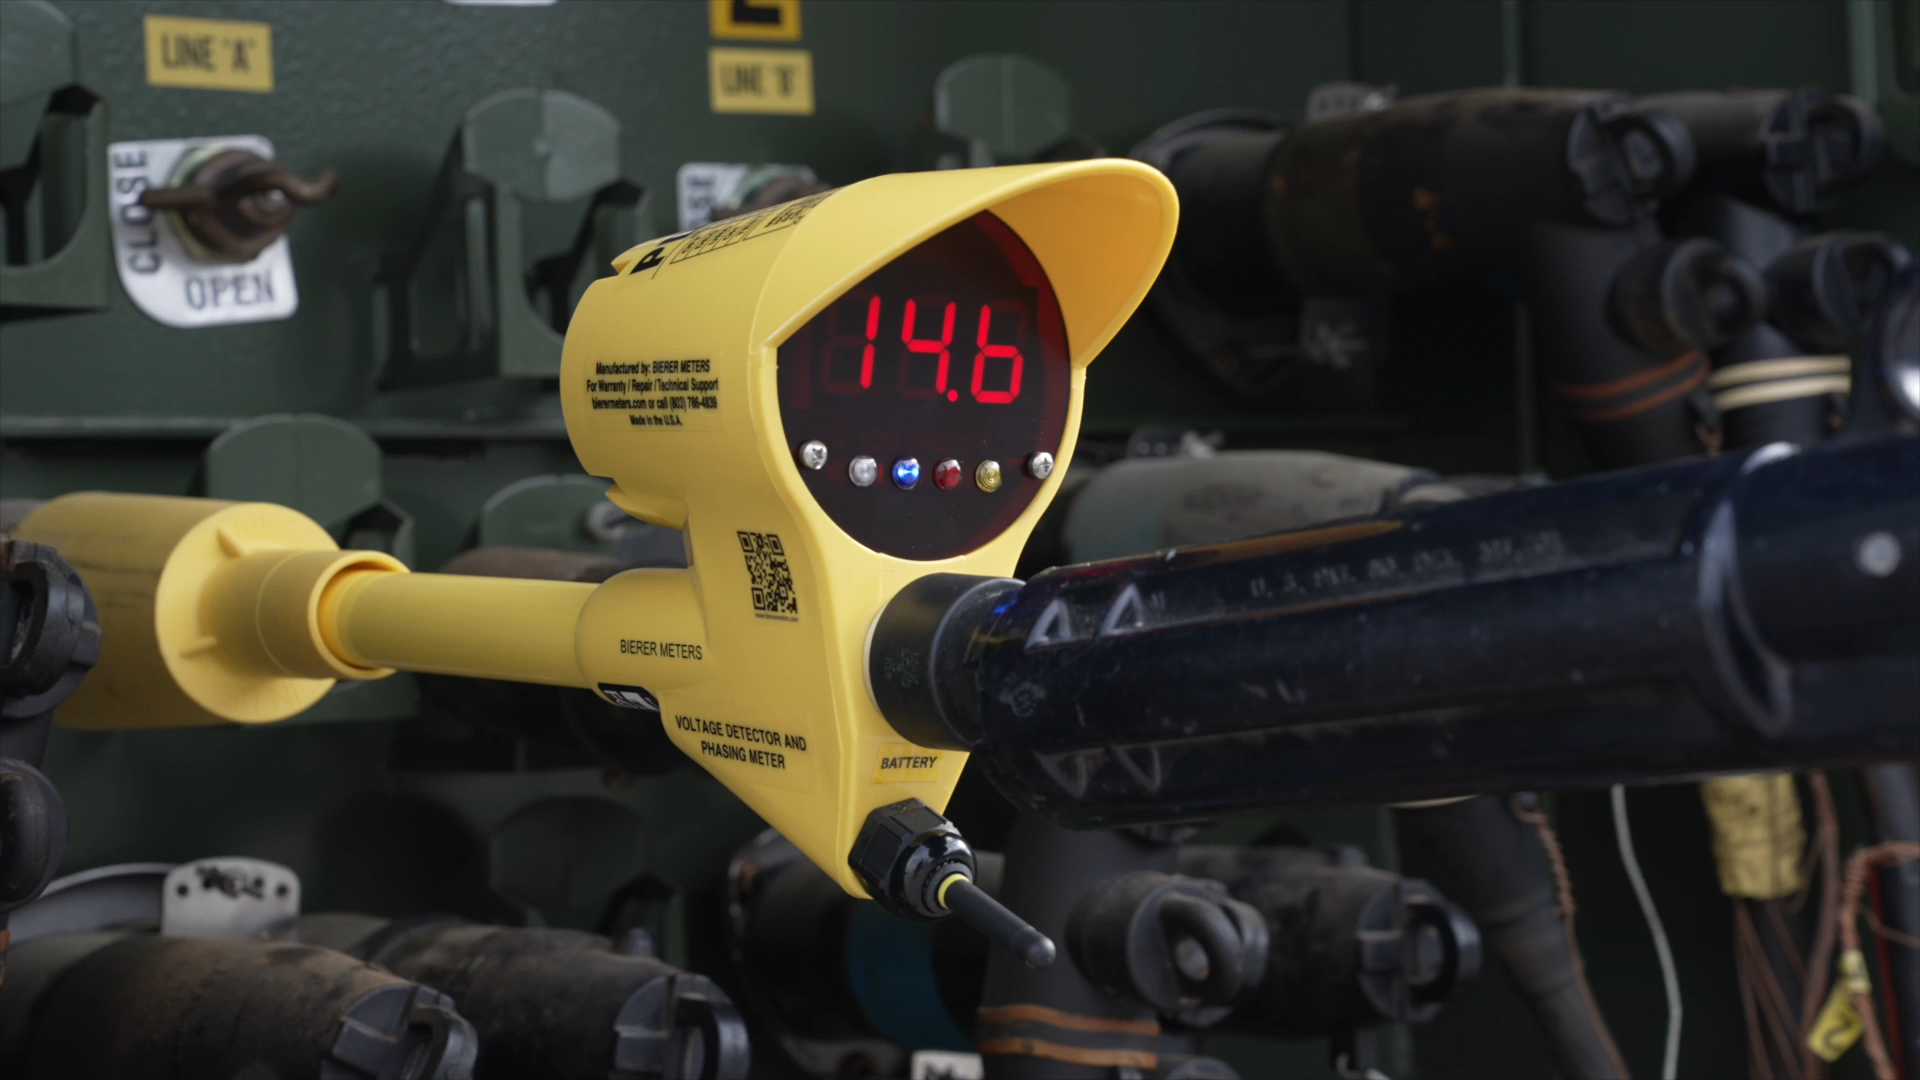 LINE "A"
LINE "B"
CLOSE
OPEN
14.6
Manufactured by: BIERER METERS
For Warranty / Repair / Technical Support
bierermeters.com or call (803) 786-4839
Made in the U.S.A.
BIERER METERS
VOLTAGE DETECTOR AND
PHASING METER
BATTERY